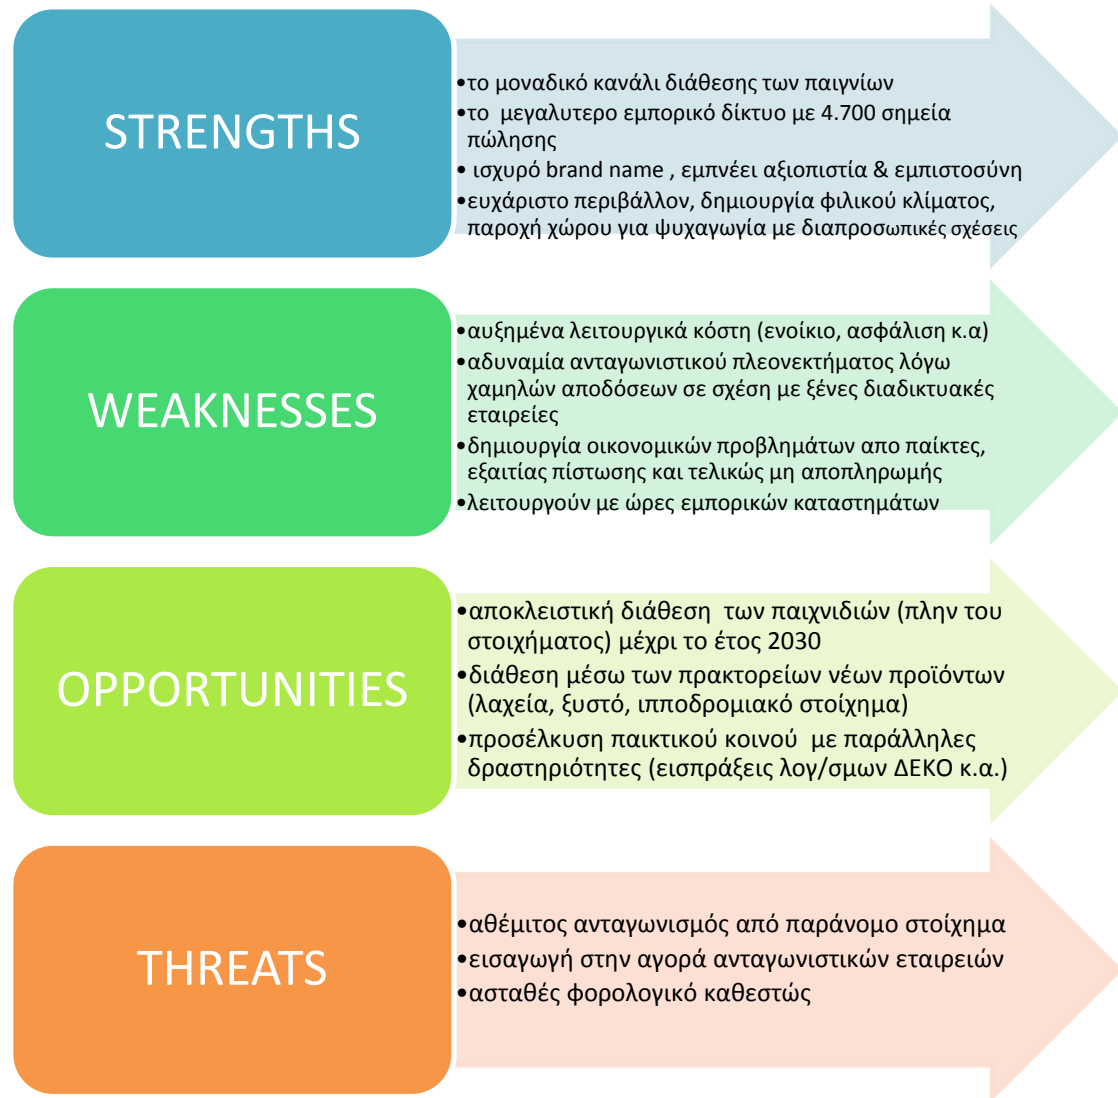 STRENGTHS
•το μοναδικό κανάλι διάθεσης των παιγνίων
•το  μεγαλυτερο εμπορικό δίκτυο με 4.700 σημεία
πώλησης
• ισχυρό brand name , εμπνέει αξιοπιστία & εμπιστοσύνη
•ευχάριστο περιβάλλον, δημιουργία φιλικού κλίματος,
παροχή χώρου για ψυχαγωγία με διαπροσωπικές σχέσεις
WEAKNESSES
•αυξημένα λειτουργικά κόστη (ενοίκιο, ασφάλιση κ.α)
•αδυναμία ανταγωνιστικού πλεονεκτήματος λόγω
χαμηλών αποδόσεων σε σχέση με ξένες διαδικτυακές
εταιρείες
•δημιουργία οικονομικών προβλημάτων απο παίκτες,
εξαιτίας πίστωσης και τελικώς μη αποπληρωμής
•λειτουργούν με ώρες εμπορικών καταστημάτων
OPPORTUNITIES
•αποκλειστική διάθεση  των παιχνιδιών (πλην του
στοιχήματος) μέχρι το έτος 2030
•διάθεση μέσω των πρακτορείων νέων προϊόντων
(λαχεία, ξυστό, ιπποδρομιακό στοίχημα)
•προσέλκυση παικτικού κοινού  με παράλληλες
δραστηριότητες (εισπράξεις λογ/σμων ΔΕΚΟ κ.α.)
THREATS
•αθέμιτος ανταγωνισμός από παράνομο στοίχημα
•εισαγωγή στην αγορά ανταγωνιστικών εταιρειών
•ασταθές φορολογικό καθεστώς